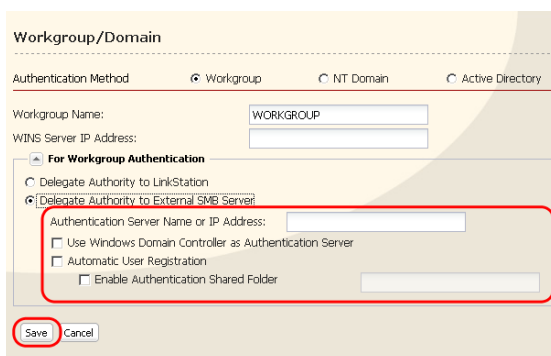 Workgroup/Domain
Authentication Method Workgroup NT Domain Active Directory
Workgroup Name: WORKGROUP
WINS Server IP Address:
For Workgroup Authentication
Delegate Authority to LinkStation
Delegate Authority to External SMB Server
Authentication Server Name or IP Address:
Use Windows Domain Controller as Authentication Server
Automatic User Registration
Enable Authentication Shared Folder
Save Cancel